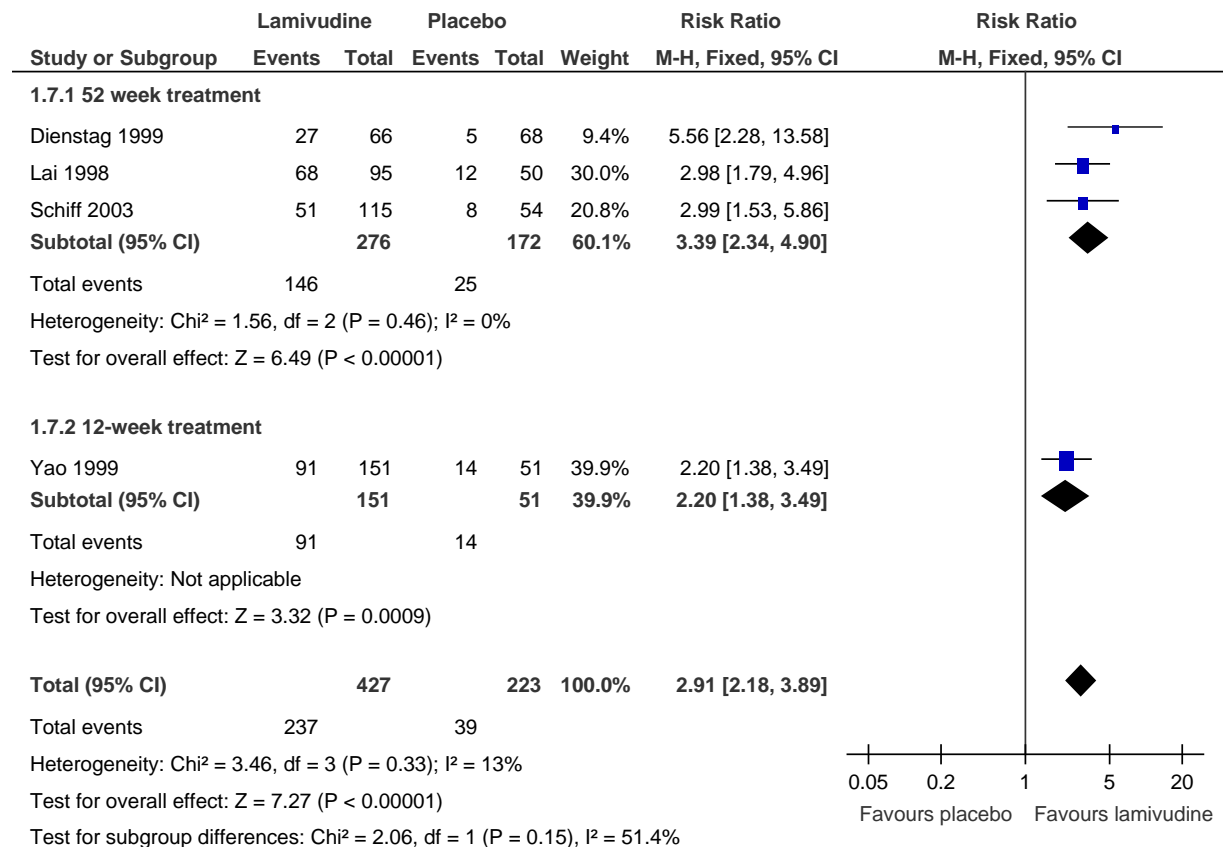 Lamivudine Placebo Risk Ratio Risk Ratio
Study or Subgroup Events Total Events Total Weight M-H, Fixed, 95% CI M-H, Fixed, 95% CI
1.7.1 52 week treatment
Dienstag 1999 27 66 5 68 9.4% 5.56 [2.28, 13.58]
Lai 1998 68 95 12 50 30.0% 2.98 [1.79, 4.96]
Schiff 2003 51 115 8 54 20.8% 2.99 [1.53, 5.86]
Subtotal (95% CI) 276 172 60.1% 3.39 [2.34, 4.90]
Total events 146 25
Heterogeneity: Chi² = 1.56, df = 2 (P = 0.46); I² = 0%
Test for overall effect: Z = 6.49 (P < 0.00001)
1.7.2 12-week treatment
Yao 1999 91 151 14 51 39.9% 2.20 [1.38, 3.49]
Subtotal (95% CI) 151 51 39.9% 2.20 [1.38, 3.49]
Total events 91 14
Heterogeneity: Not applicable
Test for overall effect: Z = 3.32 (P = 0.0009)
Total (95% CI) 427 223 100.0% 2.91 [2.18, 3.89]
Total events 237 39
Heterogeneity: Chi² = 3.46, df = 3 (P = 0.33); I² = 13%
Test for overall effect: Z = 7.27 (P < 0.00001)
Test for subgroup differences: Chi² = 2.06, df = 1 (P = 0.15), I² = 51.4%
0.05 0.2 1 5 20
Favours placebo Favours lamivudine